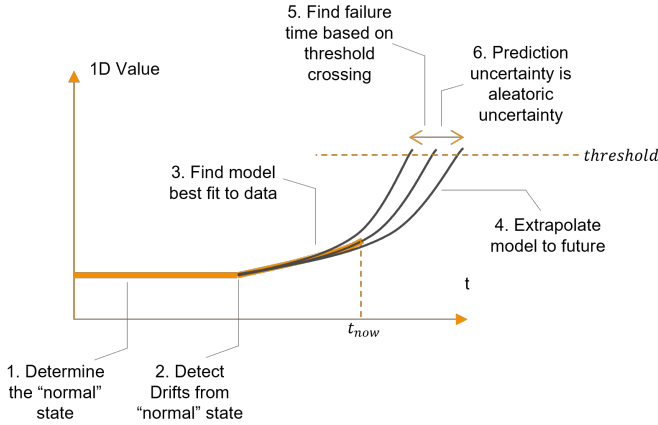 5. Find failure
time based on
threshold
crossing
6. Prediction
uncertainty is
aleatoric
uncertainty
1D Value
threshold
3. Find model
best fit to data
4. Extrapolate
model to future
t
t_now
1. Determine
the “normal”
state
2. Detect
Drifts from
“normal” state